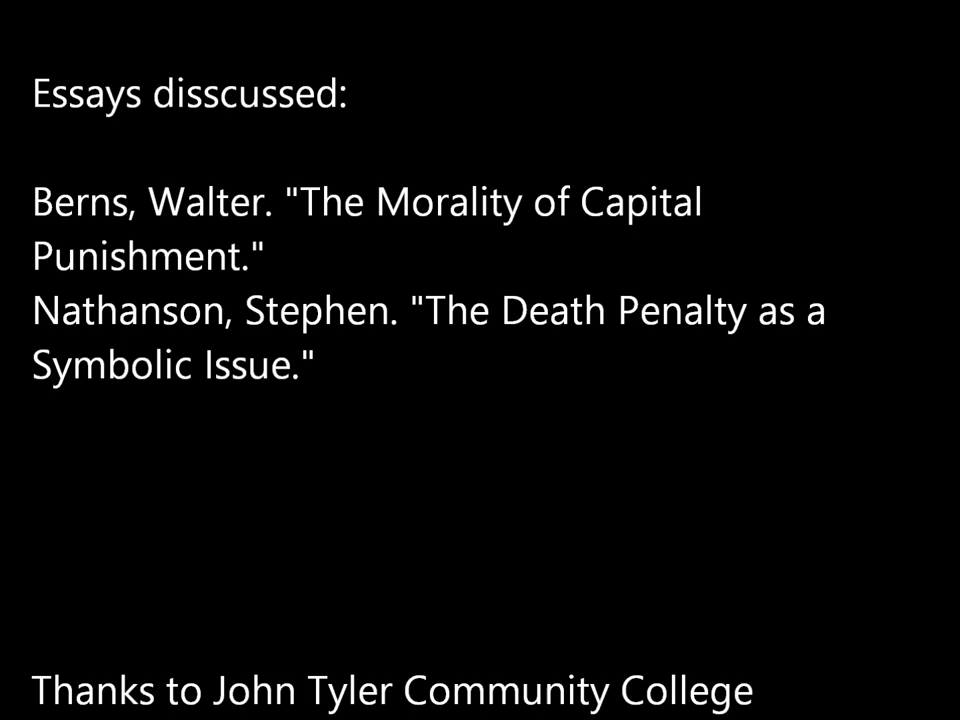 Essays disscussed:
Berns, Walter. "The Morality of Capital
Punishment."
Nathanson, Stephen. "The Death Penalty as a
Symbolic Issue."
Thanks to John Tyler Community College